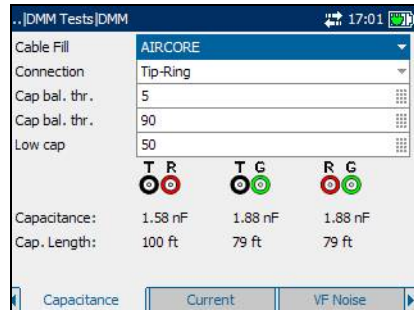 ..|DMM Tests|DMM 17:01
Cable Fill AIRCORE
Connection Tip-Ring
Cap bal. thr. 5
Cap bal. thr. 90
Low cap 50
T R T G R G
Capacitance: 1.58 nF 1.88 nF 1.88 nF
Cap. Length: 100 ft 79 ft 79 ft
Capacitance Current VF Noise